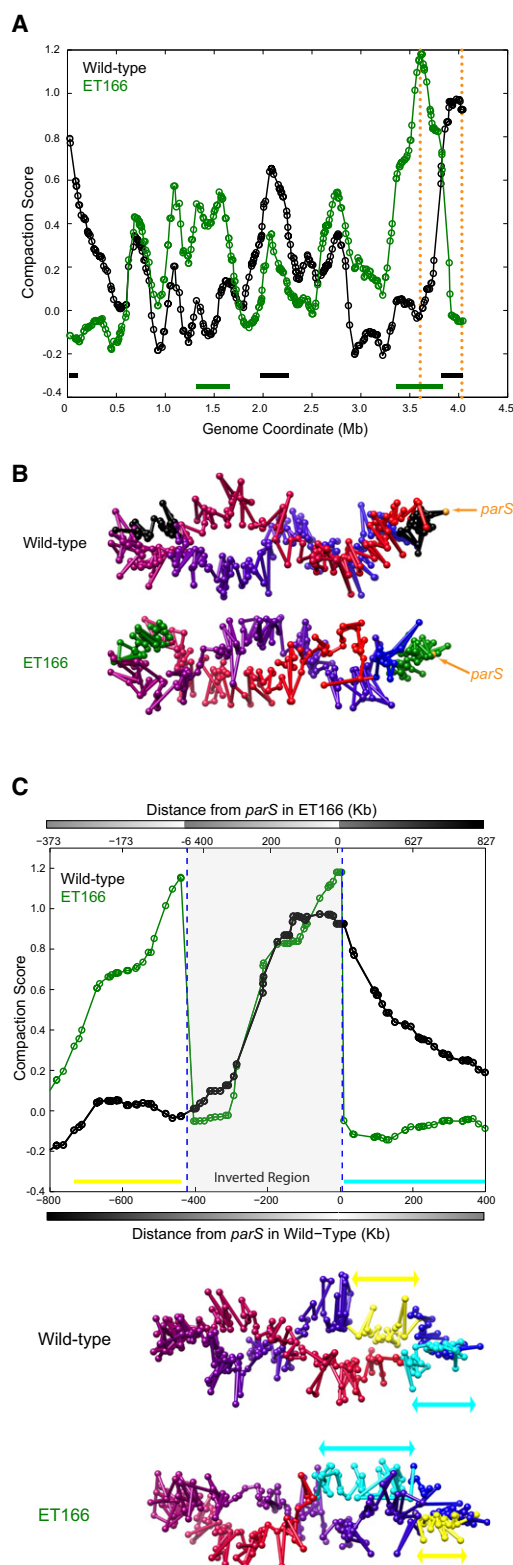 A
Wild-type
ET166
1.2
1.0
0.8
0.6
0.4
0.2
0.0
-0.2
-0.4
Compaction Score
0 0.5 1.0 1.5 2.0 2.5 3.0 3.5 4.0 4.5
Genome Coordinate (Mb)
B
Wild-type
parS
ET166
parS
C
Distance from parS in ET166 (Kb)
−373 −173 −6 400 200 0 627 827
Wild-type
ET166
1.2
1.0
0.8
0.6
0.4
0.2
0.0
-0.2
-0.4
Compaction Score
Inverted Region
−800 −600 −400 −200 0 200 400
Distance from parS in Wild−Type (Kb)
Wild-type
ET166